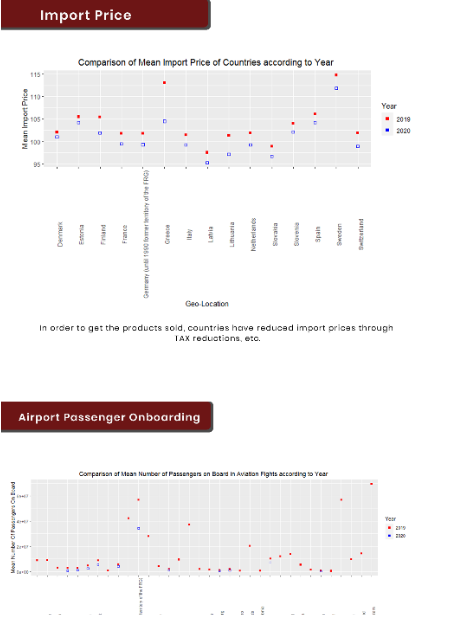 Import Price
Comparison of Mean Import Price of Countries according to Year
Mean Import Price
115
110
105
100
95
Year
2019
2020
Denmark
Estonia
Finland
France
Germany (until 1990 former territory of the FRG)
Greece
Italy
Latvia
Lithuania
Netherlands
Slovakia
Slovenia
Spain
Sweden
Switzerland
Geo-Location
In order to get the products sold, countries have reduced import prices through
TAX reductions, etc.
Airport Passenger Onboarding
Comparison of Mean Number of Passengers on Board in Aviation Flights according to Year
Mean Number Of Passengers On Board
Year
2019
2020